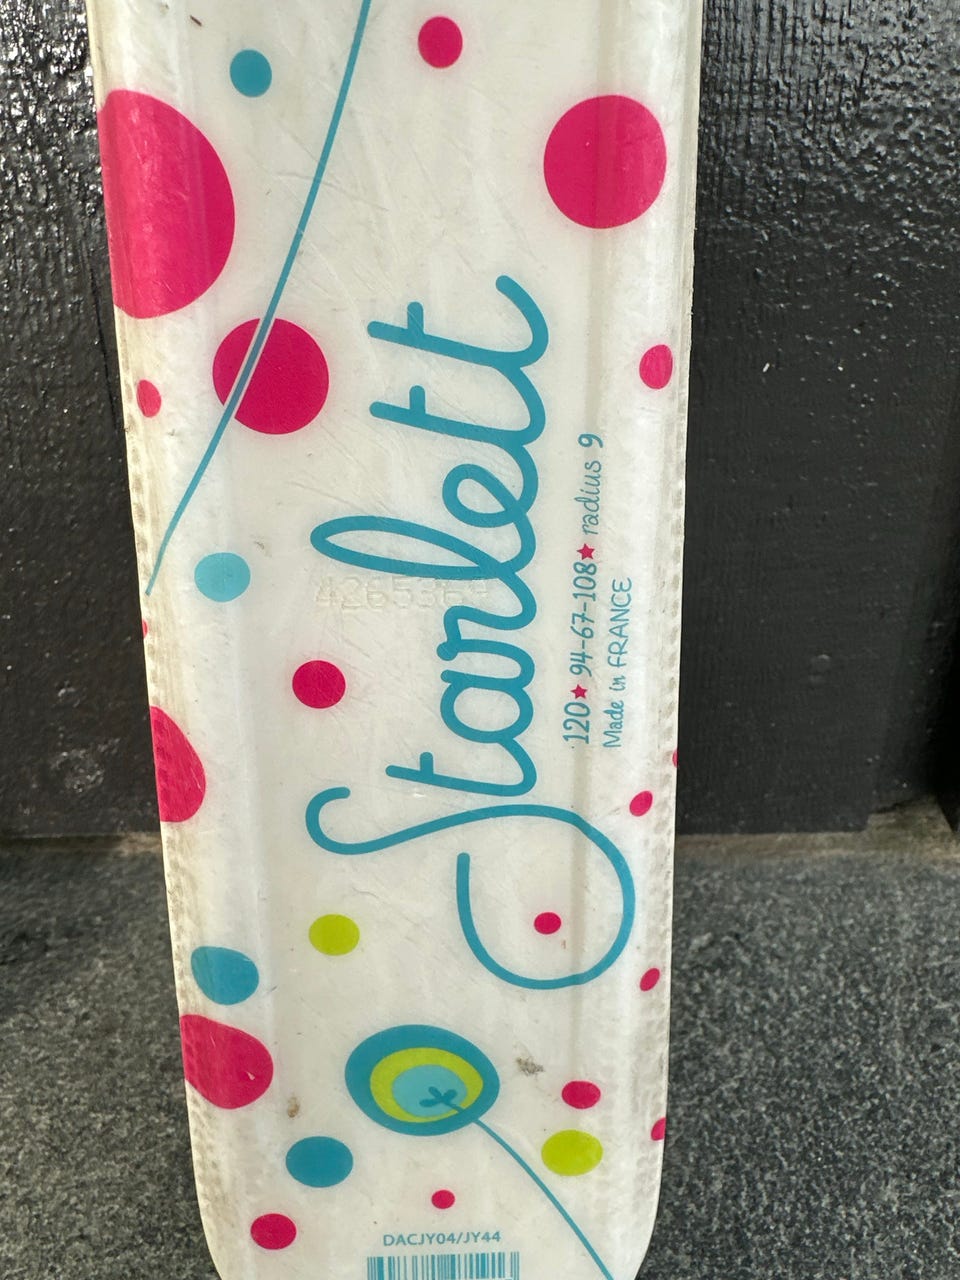 Starlett
120★ 94-67-108★ radius 9
Made in FRANCE
DACJY04/JY44